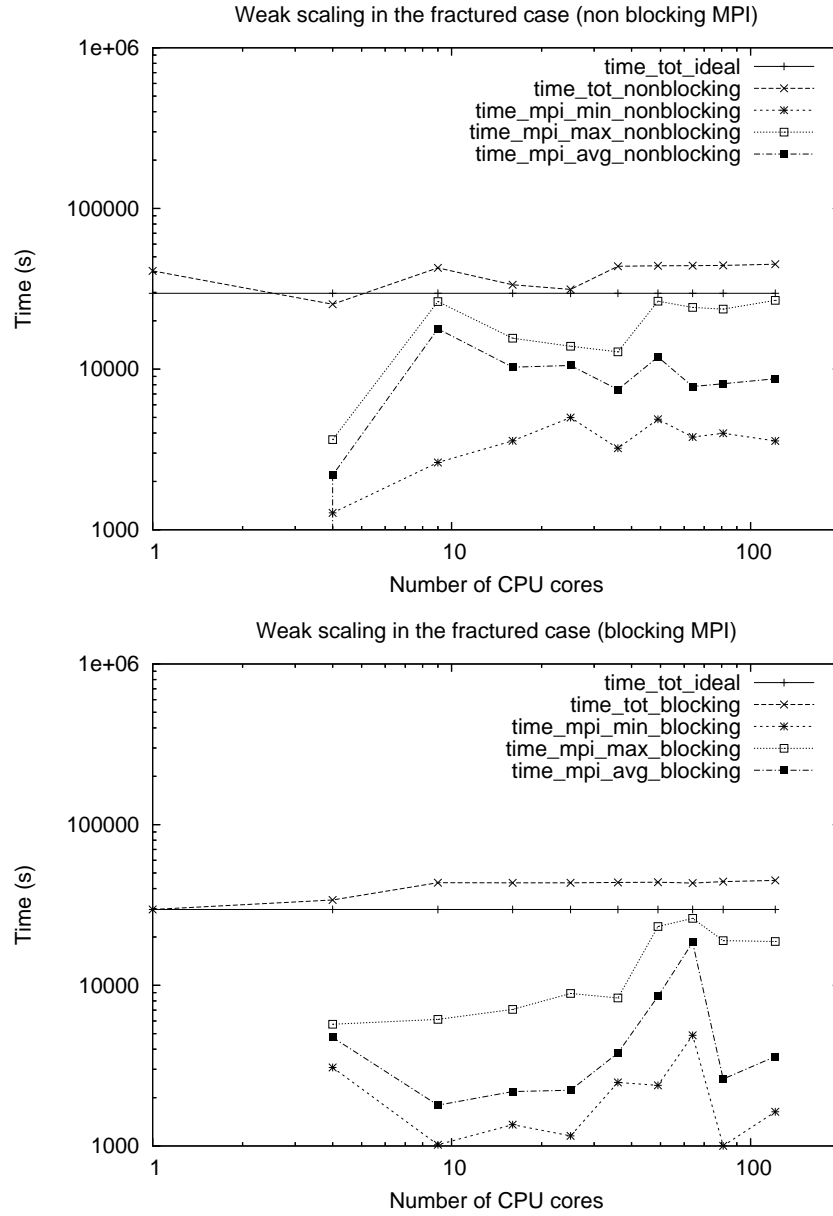 Weak scaling in the fractured case (non blocking MPI)
1e+06
time_tot_ideal
time_tot_nonblocking
time_mpi_min_nonblocking
time_mpi_max_nonblocking
time_mpi_avg_nonblocking
100000
Time (s)
10000
1000
1 10 100
Number of CPU cores
Weak scaling in the fractured case (blocking MPI)
1e+06
time_tot_ideal
time_tot_blocking
time_mpi_min_blocking
time_mpi_max_blocking
time_mpi_avg_blocking
100000
Time (s)
10000
1000
1 10 100
Number of CPU cores